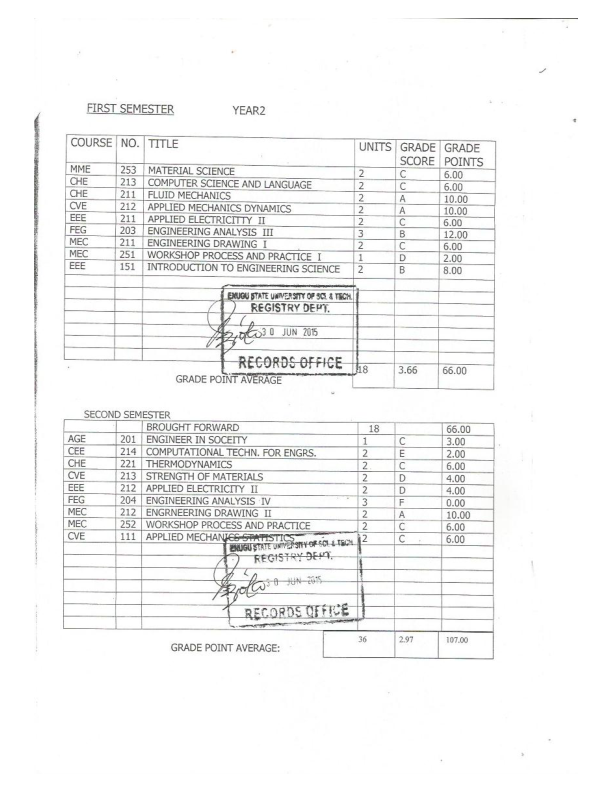 FIRST SEMESTER YEAR2
COURSE NO. TITLE UNITS GRADE SCORE GRADE POINTS
MME 253 MATERIAL SCIENCE 2 C 6.00
CHE 213 COMPUTER SCIENCE AND LANGUAGE 2 C 6.00
CHE 211 FLUID MECHANICS 2 A 10.00
CVE 212 APPLIED MECHANICS DYNAMICS 2 A 10.00
EEE 211 APPLIED ELECTRICITTY II 2 C 6.00
FEG 203 ENGINEERING ANALYSIS III 3 B 12.00
MEC 211 ENGINEERING DRAWING I 2 C 6.00
MEC 251 WORKSHOP PROCESS AND PRACTICE I 1 D 2.00
EEE 151 INTRODUCTION TO ENGINEERING SCIENCE 2 B 8.00
ENUGU STATE UNIVERSITY OF SCI. & TECH.
REGISTRY DEPT.
30 JUN 2015
RECORDS OFFICE
GRADE POINT AVERAGE 18 3.66 66.00
SECOND SEMESTER
BROUGHT FORWARD 18 66.00
AGE 201 ENGINEER IN SOCEITY 1 C 3.00
CEE 214 COMPUTATIONAL TECHN. FOR ENGRS. 2 E 2.00
CHE 221 THERMODYNAMICS 2 C 6.00
CVE 213 STRENGTH OF MATERIALS 2 D 4.00
EEE 212 APPLIED ELECTRICITY II 2 D 4.00
FEG 204 ENGINEERING ANALYSIS IV 3 F 0.00
MEC 212 ENGRNEERING DRAWING II 2 A 10.00
MEC 252 WORKSHOP PROCESS AND PRACTICE 2 C 6.00
CVE 111 APPLIED MECHANICS STATISTICS 2 C 6.00
ENUGU STATE UNIVERSITY OF SCI. & TECH.
REGISTRY DEPT.
30 JUN 2015
RECORDS OFFICE
GRADE POINT AVERAGE: 36 2.97 107.00